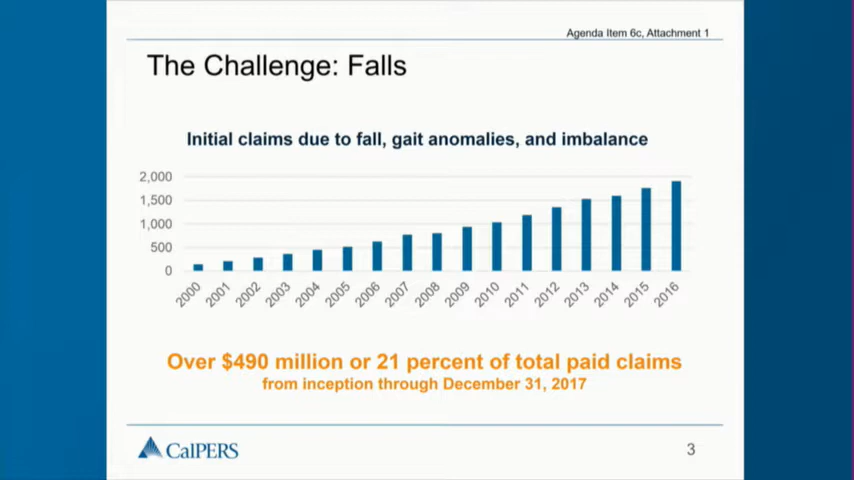 Agenda Item 6c, Attachment 1
The Challenge: Falls
Initial claims due to fall, gait anomalies, and imbalance
2,000
1,500
1,000
500
0
2000 2001 2002 2003 2004 2005 2006 2007 2008 2009 2010 2011 2012 2013 2014 2015 2016
Over $490 million or 21 percent of total paid claims
from inception through December 31, 2017
CalPERS
3